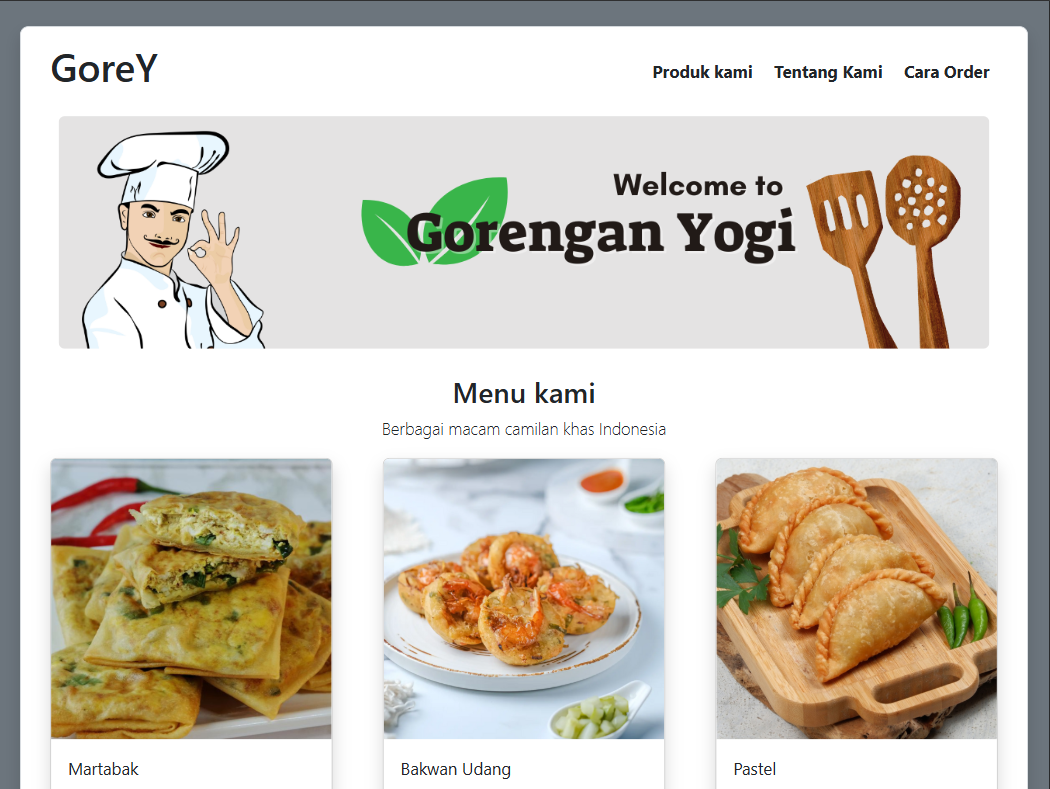 GoreY
Produk kami Tentang Kami Cara Order
Welcome to
Gorengan Yogi
Menu kami
Berbagai macam camilan khas Indonesia
Martabak
Bakwan Udang
Pastel